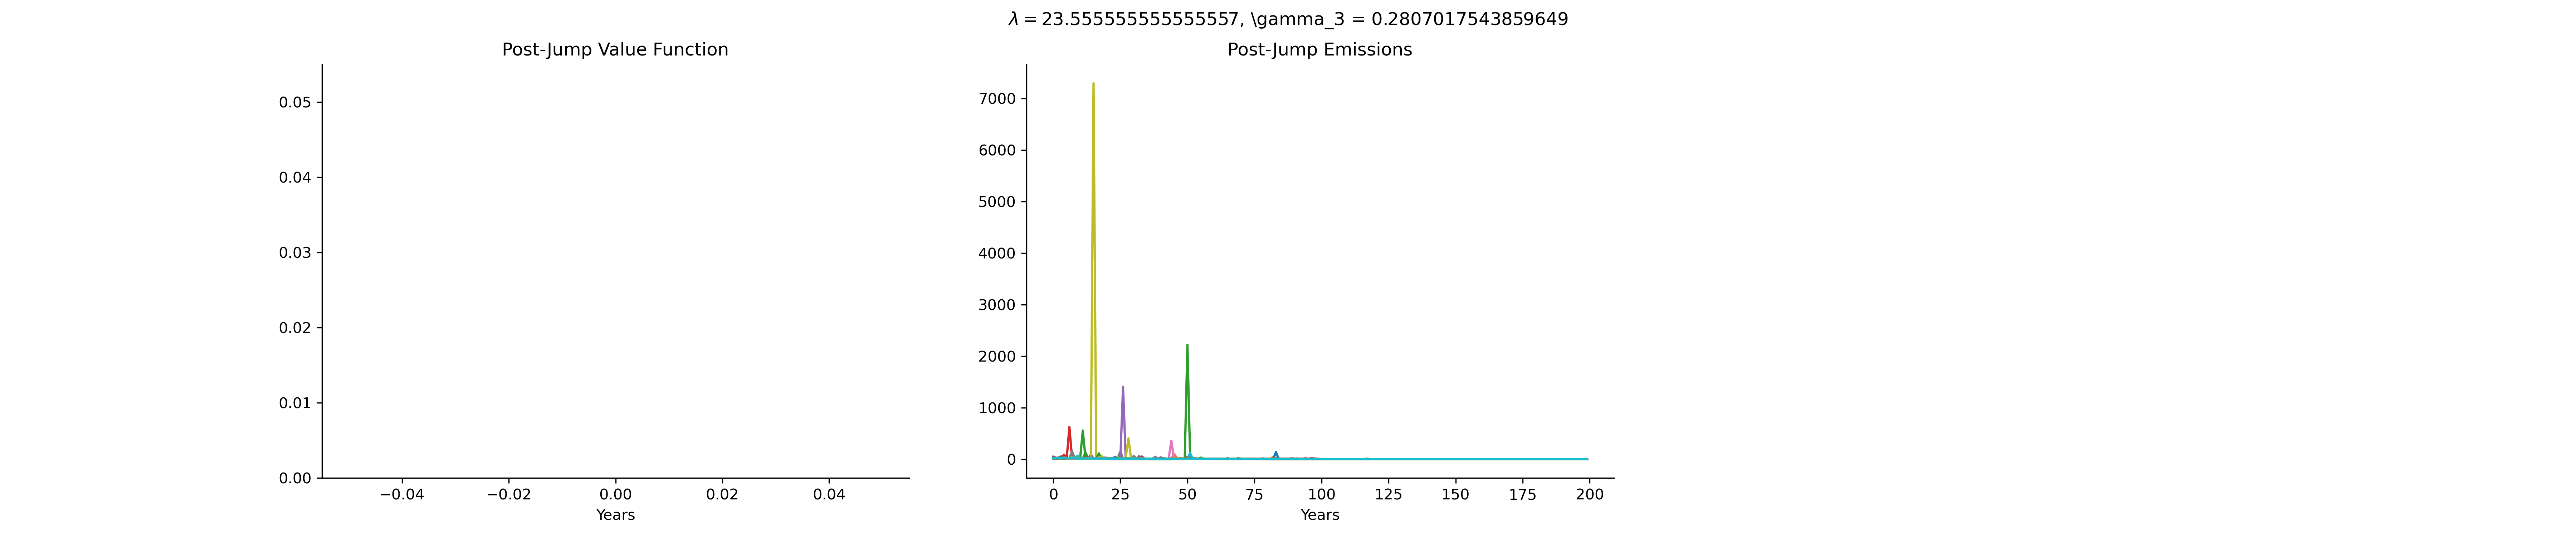 λ = 23.555555555555557, \gamma_3 = 0.2807017543859649
Post-Jump Value Function
0.05
0.04
0.03
0.02
0.01
0.00
−0.04 −0.02 0.00 0.02 0.04
Years
Post-Jump Emissions
7000
6000
5000
4000
3000
2000
1000
0
0 25 50 75 100 125 150 175 200
Years